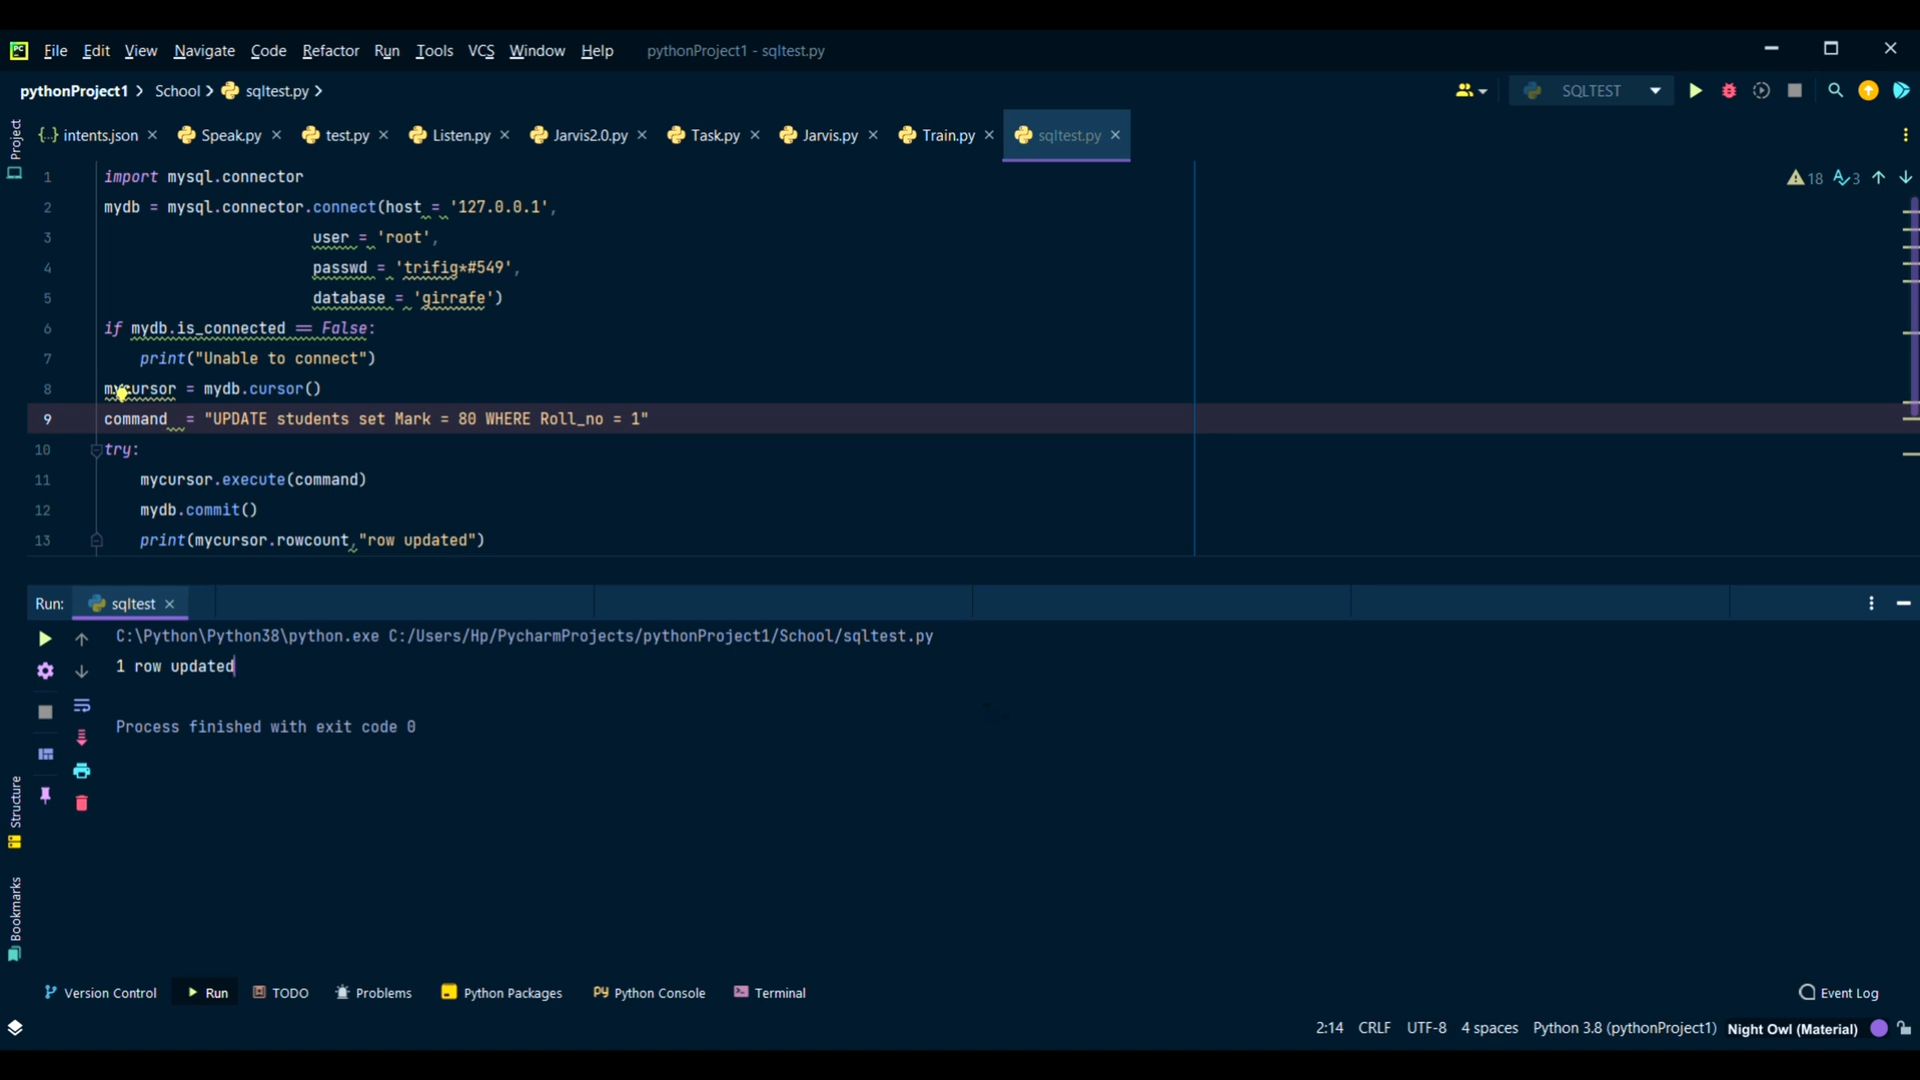 PC File Edit View Navigate Code Refactor Run Tools VCS Window Help pythonProject1 - sqltest.py
pythonProject1 School sqltest.py SQLTEST
Project
intents.json Speak.py test.py Listen.py Jarvis2.0.py Task.py Jarvis.py Train.py sqltest.py
18 3
1 import mysql.connector
2 mydb = mysql.connector.connect(host = '127.0.0.1',
3 user = 'root',
4 passwd = 'trifig*#549',
5 database = 'girrafe')
6 if mydb.is_connected == False:
7 print("Unable to connect")
8 mycursor = mydb.cursor()
9 command = "UPDATE students set Mark = 80 WHERE Roll_no = 1"
10 try:
11 mycursor.execute(command)
12 mydb.commit()
13 print(mycursor.rowcount,"row updated")
Run: sqltest
C:\Python\Python38\python.exe C:/Users/Hp/PycharmProjects/pythonProject1/School/sqltest.py
1 row updated
Process finished with exit code 0
Structure
Bookmarks
Version Control Run TODO Problems Python Packages Python Console Terminal Event Log
2:14 CRLF UTF-8 4 spaces Python 3.8 (pythonProject1) Night Owl (Material)